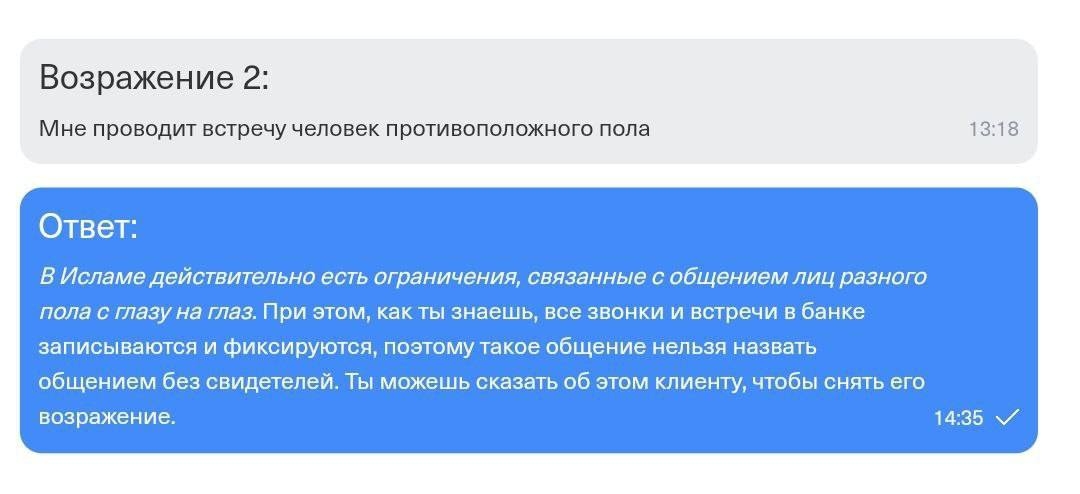 Возражение 2:
Мне проводит встречу человек противоположного пола
13:18
Ответ:
В Исламе действительно есть ограничения, связанные с общением лиц разного
пола с глазу на глаз. При этом, как ты знаешь, все звонки и встречи в банке
записываются и фиксируются, поэтому такое общение нельзя назвать
общением без свидетелей. Ты можешь сказать об этом клиенту, чтобы снять его
возражение.
14:35